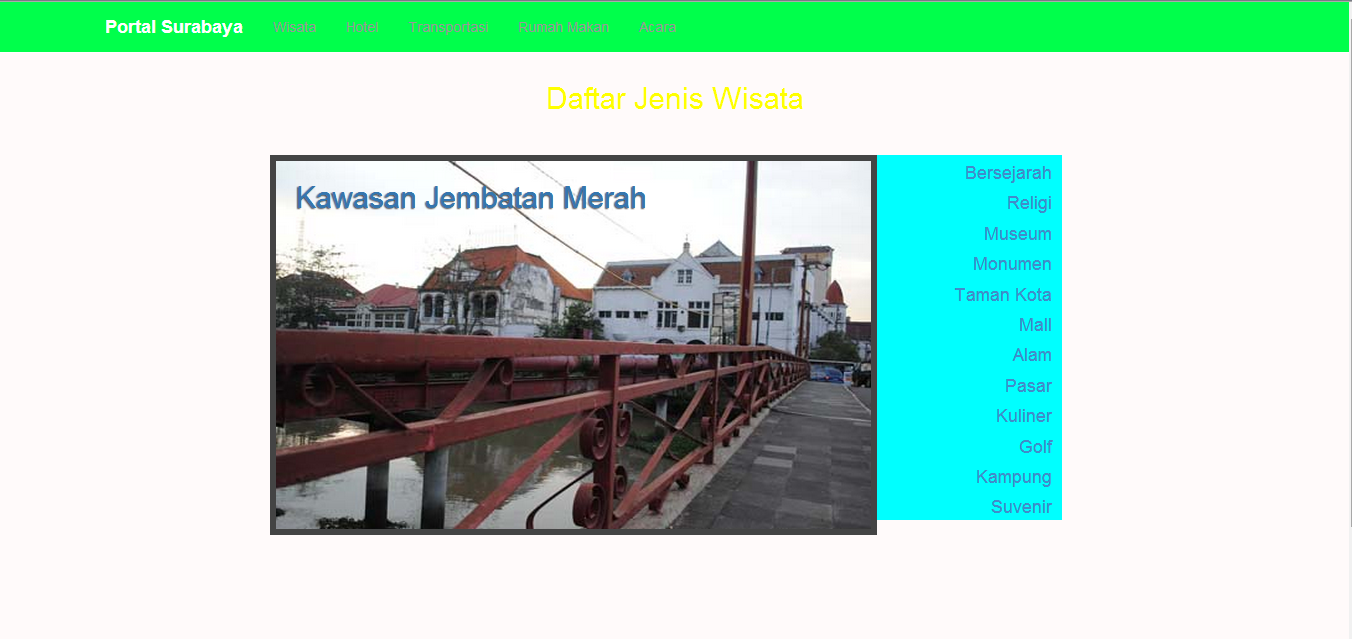 Portal Surabaya Wisata Hotel Transportasi Rumah Makan Acara
Daftar Jenis Wisata
Kawasan Jembatan Merah
Bersejarah
Religi
Museum
Monumen
Taman Kota
Mall
Alam
Pasar
Kuliner
Golf
Kampung
Suvenir